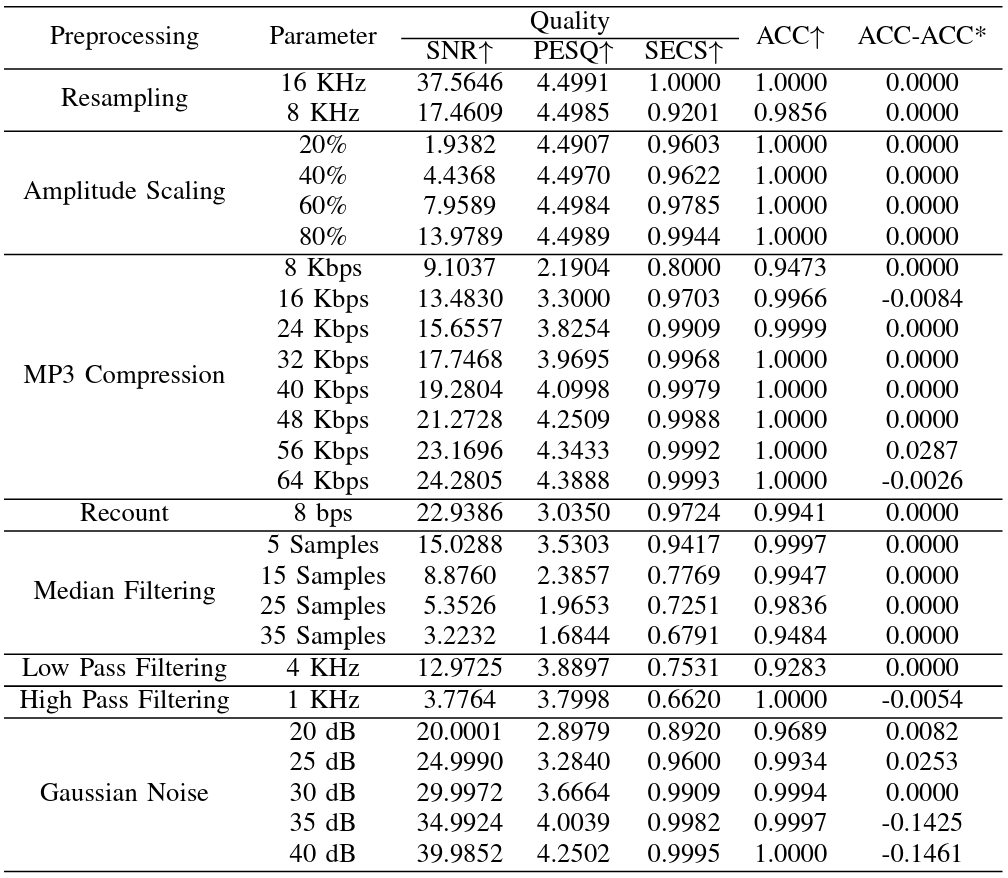 Preprocessing Parameter Quality ACC↑ ACC-ACC*
SNR↑ PESQ↑ SECS↑
Resampling 16 KHz 37.5646 4.4991 1.0000 1.0000 0.0000
8 KHz 17.4609 4.4985 0.9201 0.9856 0.0000
Amplitude Scaling 20% 1.9382 4.4907 0.9603 1.0000 0.0000
40% 4.4368 4.4970 0.9622 1.0000 0.0000
60% 7.9589 4.4984 0.9785 1.0000 0.0000
80% 13.9789 4.4989 0.9944 1.0000 0.0000
MP3 Compression 8 Kbps 9.1037 2.1904 0.8000 0.9473 0.0000
16 Kbps 13.4830 3.3000 0.9703 0.9966 -0.0084
24 Kbps 15.6557 3.8254 0.9909 0.9999 0.0000
32 Kbps 17.7468 3.9695 0.9968 1.0000 0.0000
40 Kbps 19.2804 4.0998 0.9979 1.0000 0.0000
48 Kbps 21.2728 4.2509 0.9988 1.0000 0.0000
56 Kbps 23.1696 4.3433 0.9992 1.0000 0.0287
64 Kbps 24.2805 4.3888 0.9993 1.0000 -0.0026
Recount 8 bps 22.9386 3.0350 0.9724 0.9941 0.0000
Median Filtering 5 Samples 15.0288 3.5303 0.9417 0.9997 0.0000
15 Samples 8.8760 2.3857 0.7769 0.9947 0.0000
25 Samples 5.3526 1.9653 0.7251 0.9836 0.0000
35 Samples 3.2232 1.6844 0.6791 0.9484 0.0000
Low Pass Filtering 4 KHz 12.9725 3.8897 0.7531 0.9283 0.0000
High Pass Filtering 1 KHz 3.7764 3.7998 0.6620 1.0000 -0.0054
Gaussian Noise 20 dB 20.0001 2.8979 0.8920 0.9689 0.0082
25 dB 24.9990 3.2840 0.9600 0.9934 0.0253
30 dB 29.9972 3.6664 0.9909 0.9994 0.0000
35 dB 34.9924 4.0039 0.9982 0.9997 -0.1425
40 dB 39.9852 4.2502 0.9995 1.0000 -0.1461